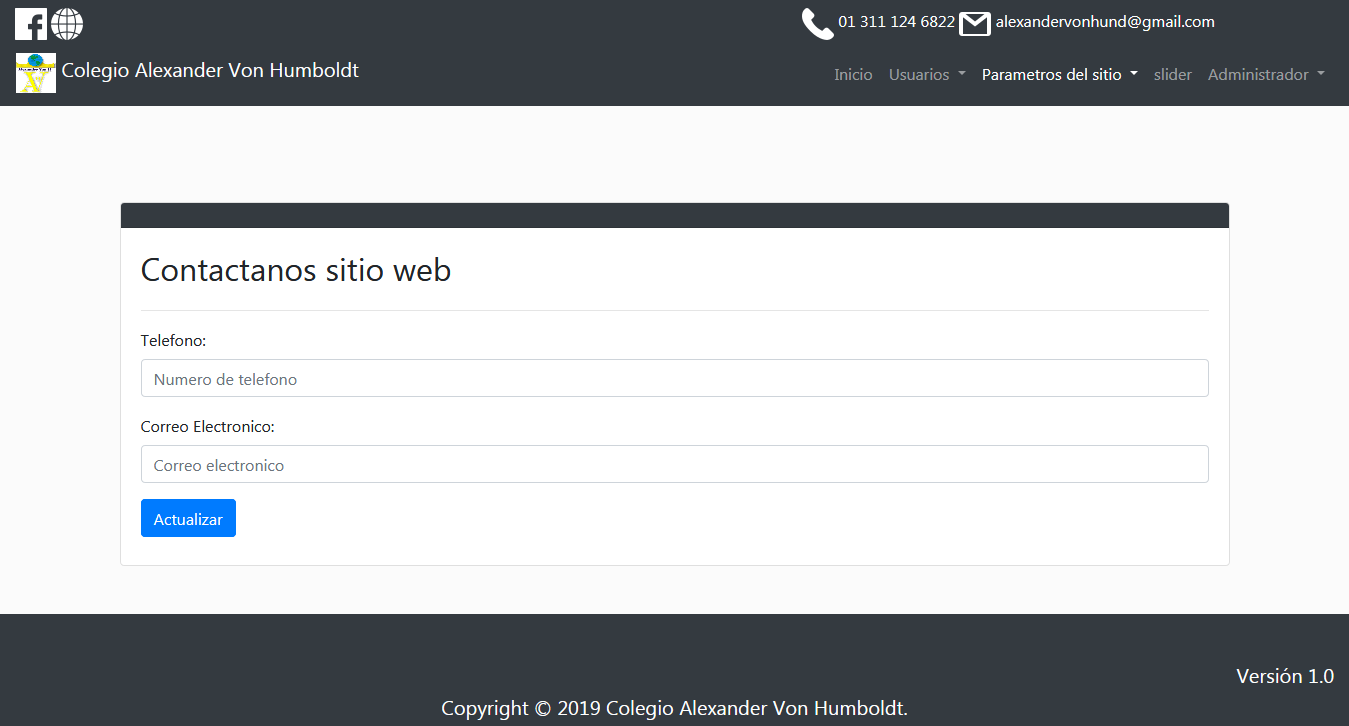 01 311 124 6822 alexandervonhund@gmail.com
Colegio Alexander Von Humboldt
Inicio Usuarios Parametros del sitio slider Administrador
Contactanos sitio web
Telefono:
Numero de telefono
Correo Electronico:
Correo electronico
Actualizar
Versión 1.0
Copyright © 2019 Colegio Alexander Von Humboldt.